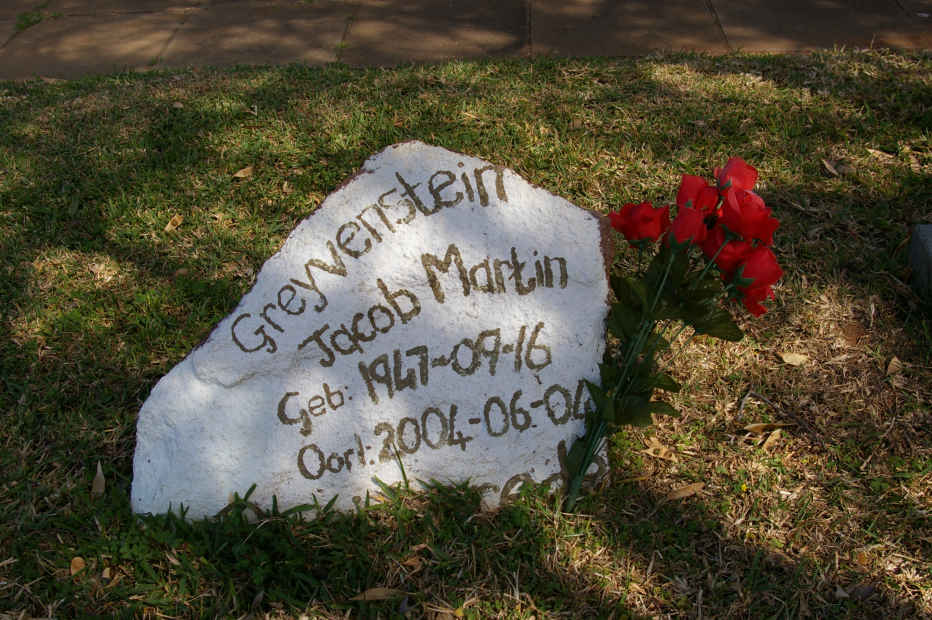 Greyvenstein
Jacob Martin
Geb: 1947-09-16
Oorl: 2004-06-04